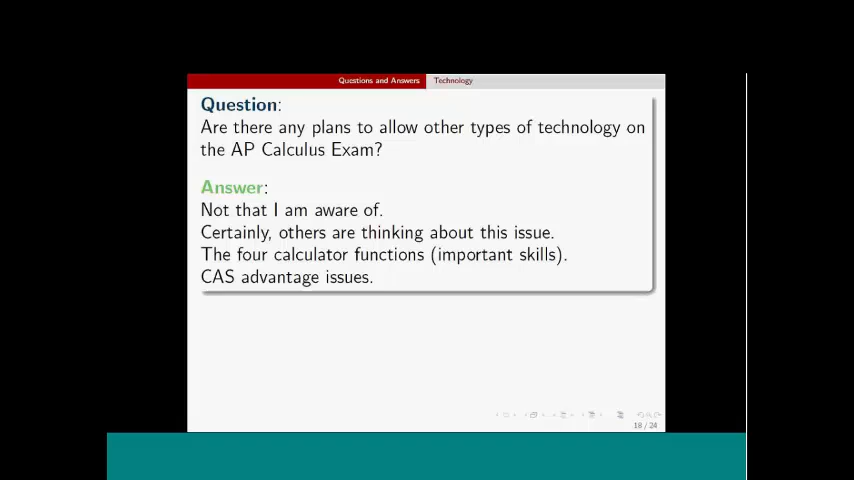 Questions and Answers Technology
Question:
Are there any plans to allow other types of technology on
the AP Calculus Exam?
Answer:
Not that I am aware of.
Certainly, others are thinking about this issue.
The four calculator functions (important skills).
CAS advantage issues.
18 / 24